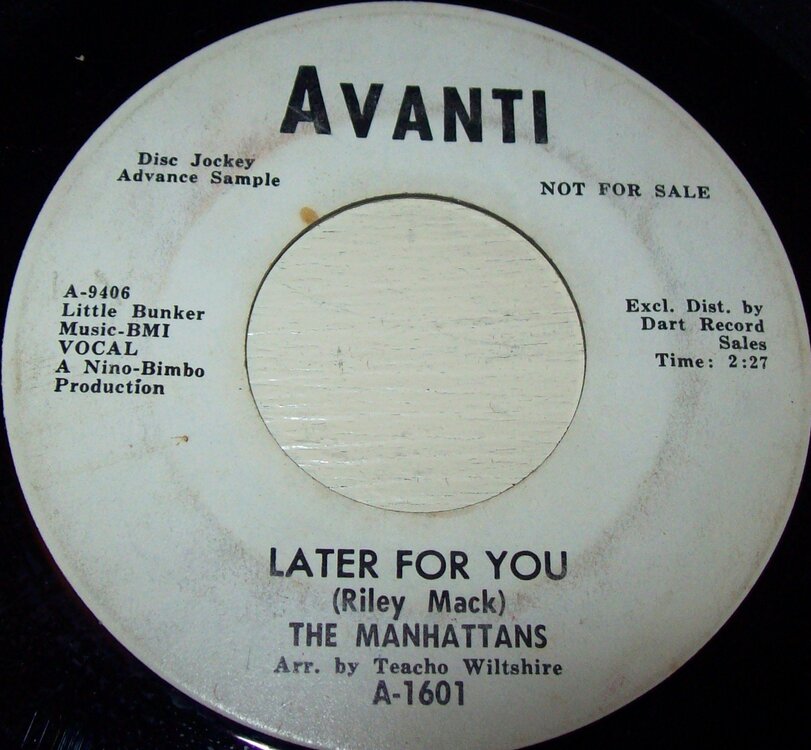 AVANTI
Disc Jockey
Advance Sample
NOT FOR SALE
A-9406
Little Bunker
Music-BMI
VOCAL
A Nino-Bimbo
Production
Excl. Dist. by
Dart Record
Sales
Time: 2:27
LATER FOR YOU
(Riley Mack)
THE MANHATTANS
Arr. by Teacho Wiltshire
A-1601